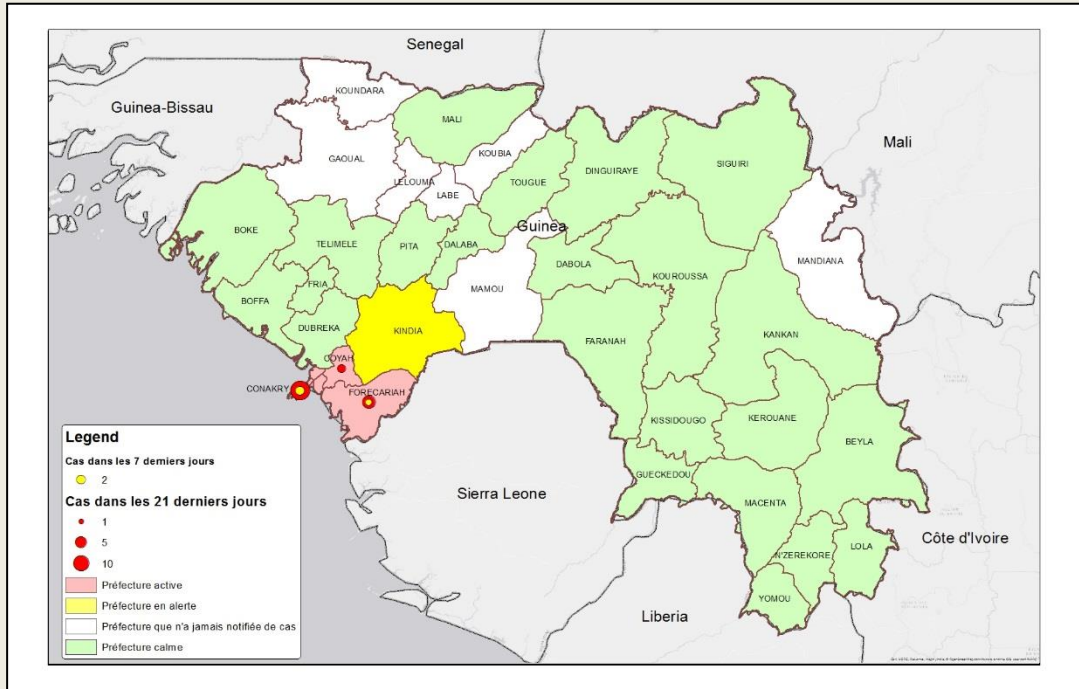 Senegal
Guinea-Bissau
KOUNDARA
MALI
GAOUAL
KOUBIA
LELOUMA
LABE
TOUGUE
DINGUIRAYE
SIGUIRI
Mali
BOKE
TELIMELE
PITA
DALABA
Guinea
DABOLA
KOUROUSSA
MANDIANA
FRIA
BOFFA
MAMOU
DUBREKA
KINDIA
FARANAH
KANKAN
COYAH
CONAKRY
FORECARIAH
KISSIDOUGO
KEROUANE
BEYLA
GUECKEDOU
MACENTA
Sierra Leone
Côte d'Ivoire
N'ZEREKORE
LOLA
YOMOU
Liberia
Legend
Cas dans les 7 derniers jours
2
Cas dans les 21 derniers jours
1
5
10
Préfecture active
Préfecture en alerte
Préfecture que n'a jamais notifiée de cas
Préfecture calme